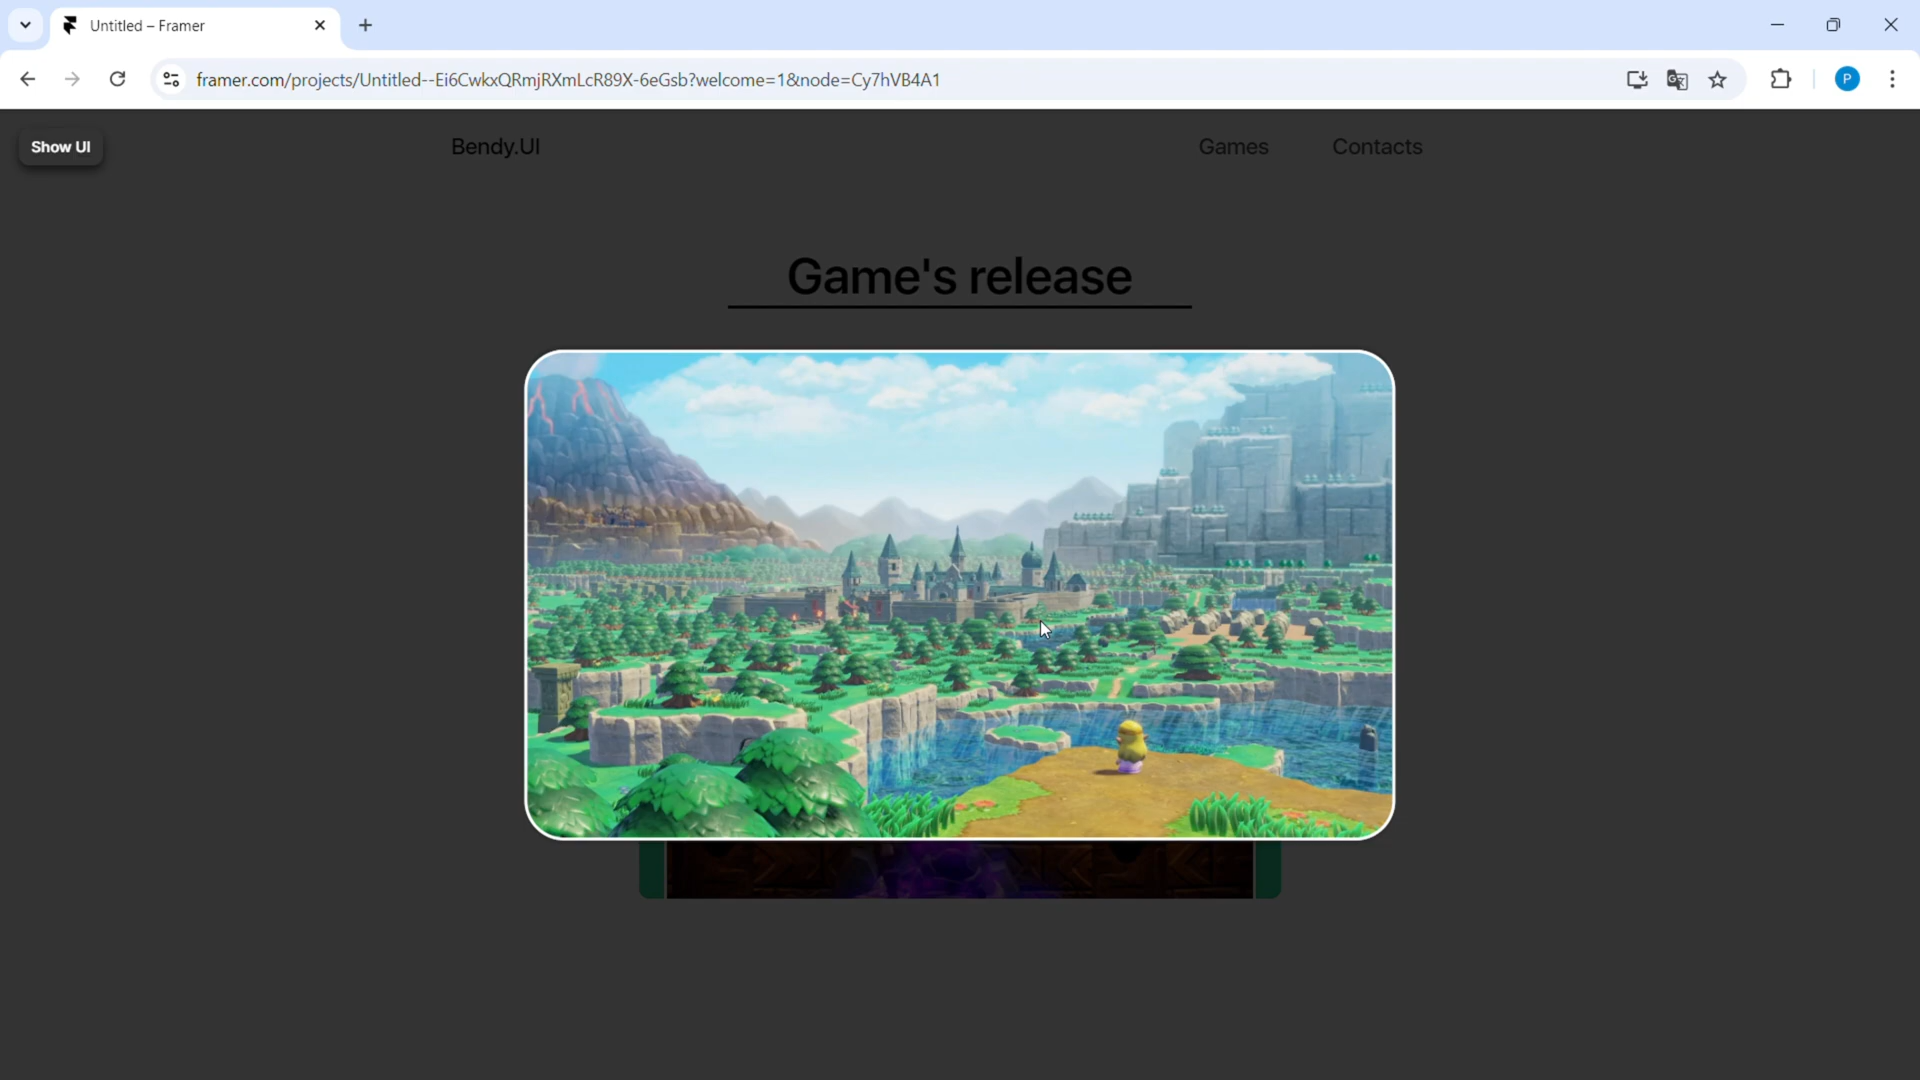 Untitled – Framer
framer.com/projects/Untitled--Ei6CwkxQRmjRXmLcR89X-6eGsb?welcome=1&node=Cy7hVB4A1
P
Show UI
Bendy.UI
Games
Contacts
Game's release